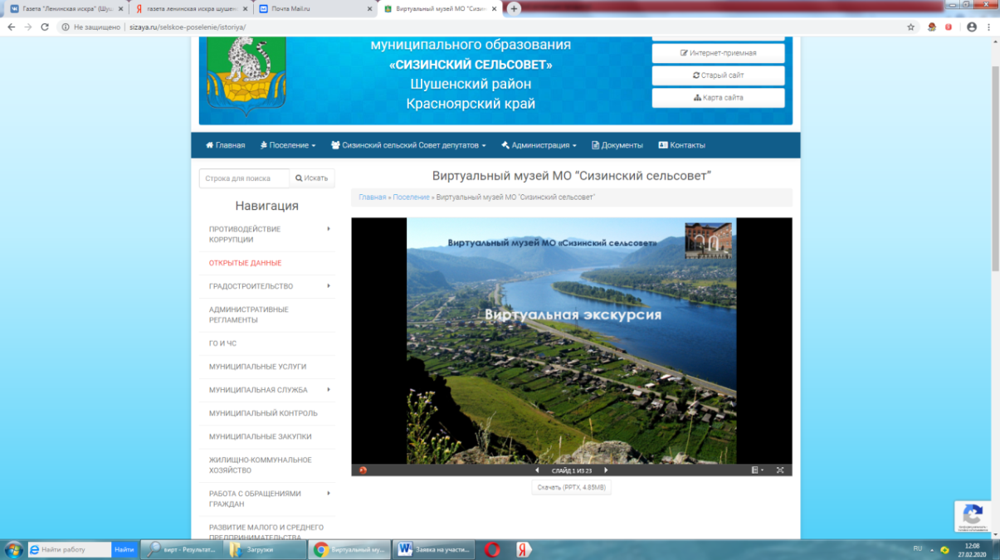 Газета "Ленинская искра" (Шуш
газета ленинская искра шушен
Почта Mail.ru
Виртуальный музей МО "Сизин
Не защищено | sizaya.ru/selskoe-poselenie/istoriya/
муниципального образования
«СИЗИНСКИЙ СЕЛЬСОВЕТ»
Шушенский район
Красноярский край
Интернет-приемная
Старый сайт
Карта сайта
Главная
Поселение
Сизинский сельский Совет депутатов
Администрация
Документы
Контакты
Строка для поиска
Искать
Навигация
ПРОТИВОДЕЙСТВИЕ
КОРРУПЦИИ
ОТКРЫТЫЕ ДАННЫЕ
ГРАДОСТРОИТЕЛЬСТВО
АДМИНИСТРАТИВНЫЕ
РЕГЛАМЕНТЫ
ГО И ЧС
МУНИЦИПАЛЬНЫЕ УСЛУГИ
МУНИЦИПАЛЬНАЯ СЛУЖБА
МУНИЦИПАЛЬНЫЙ КОНТРОЛЬ
МУНИЦИПАЛЬНЫЕ ЗАКУПКИ
ЖИЛИЩНО-КОММУНАЛЬНОЕ
ХОЗЯЙСТВО
РАБОТА С ОБРАЩЕНИЯМИ
ГРАЖДАН
РАЗВИТИЕ МАЛОГО И СРЕДНЕГО
ПРЕДПРИНИМАТЕЛЬСТВА
Виртуальный музей МО "Сизинский сельсовет"
Главная » Поселение » Виртуальный музей МО "Сизинский сельсовет"
Виртуальный музей МО «Сизинский сельсовет»
Виртуальная экскурсия
СЛАЙД 1 ИЗ 23
Скачать (PPTX, 4.85MB)
Найти работу
Найти
вирт - Результат...
Загрузки
Виртуальный му...
Заявка на участи...
RU
12:08
27.02.2020